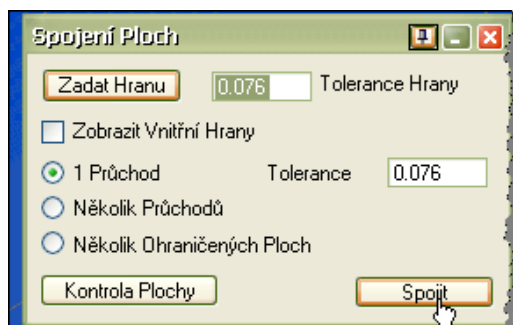 Spojení Ploch
Zadat Hranu 0.076 Tolerance Hrany
Zobrazit Vnitřní Hrany
1 Průchod Tolerance 0.076
Několik Průchodů
Několik Ohraničených Ploch
Kontrola Plochy Spojit